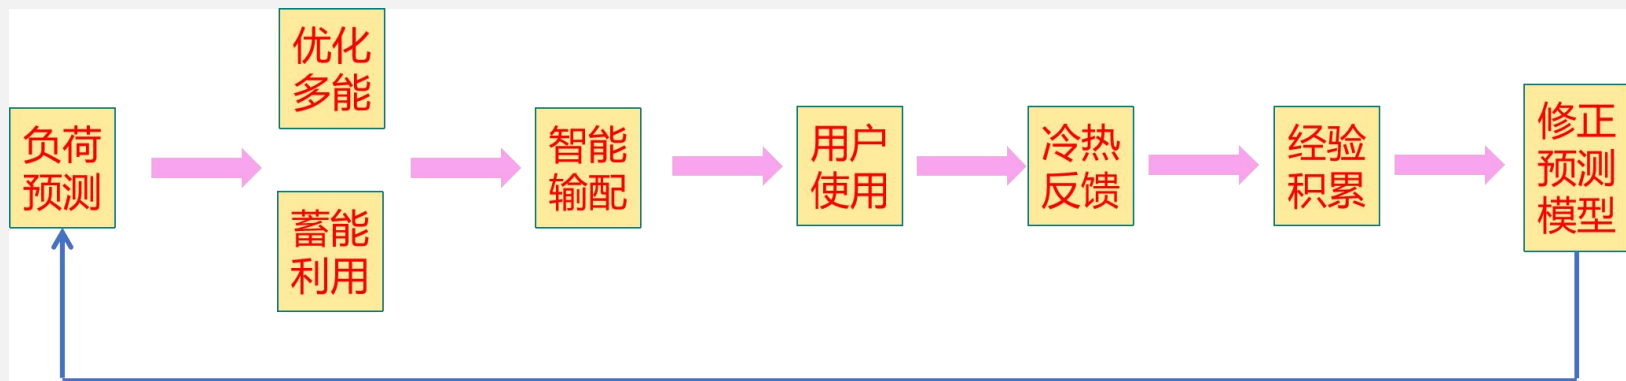 负荷
预测
优化
多能
蓄能
利用
智能
输配
用户
使用
冷热
反馈
经验
积累
修正
预测
模型